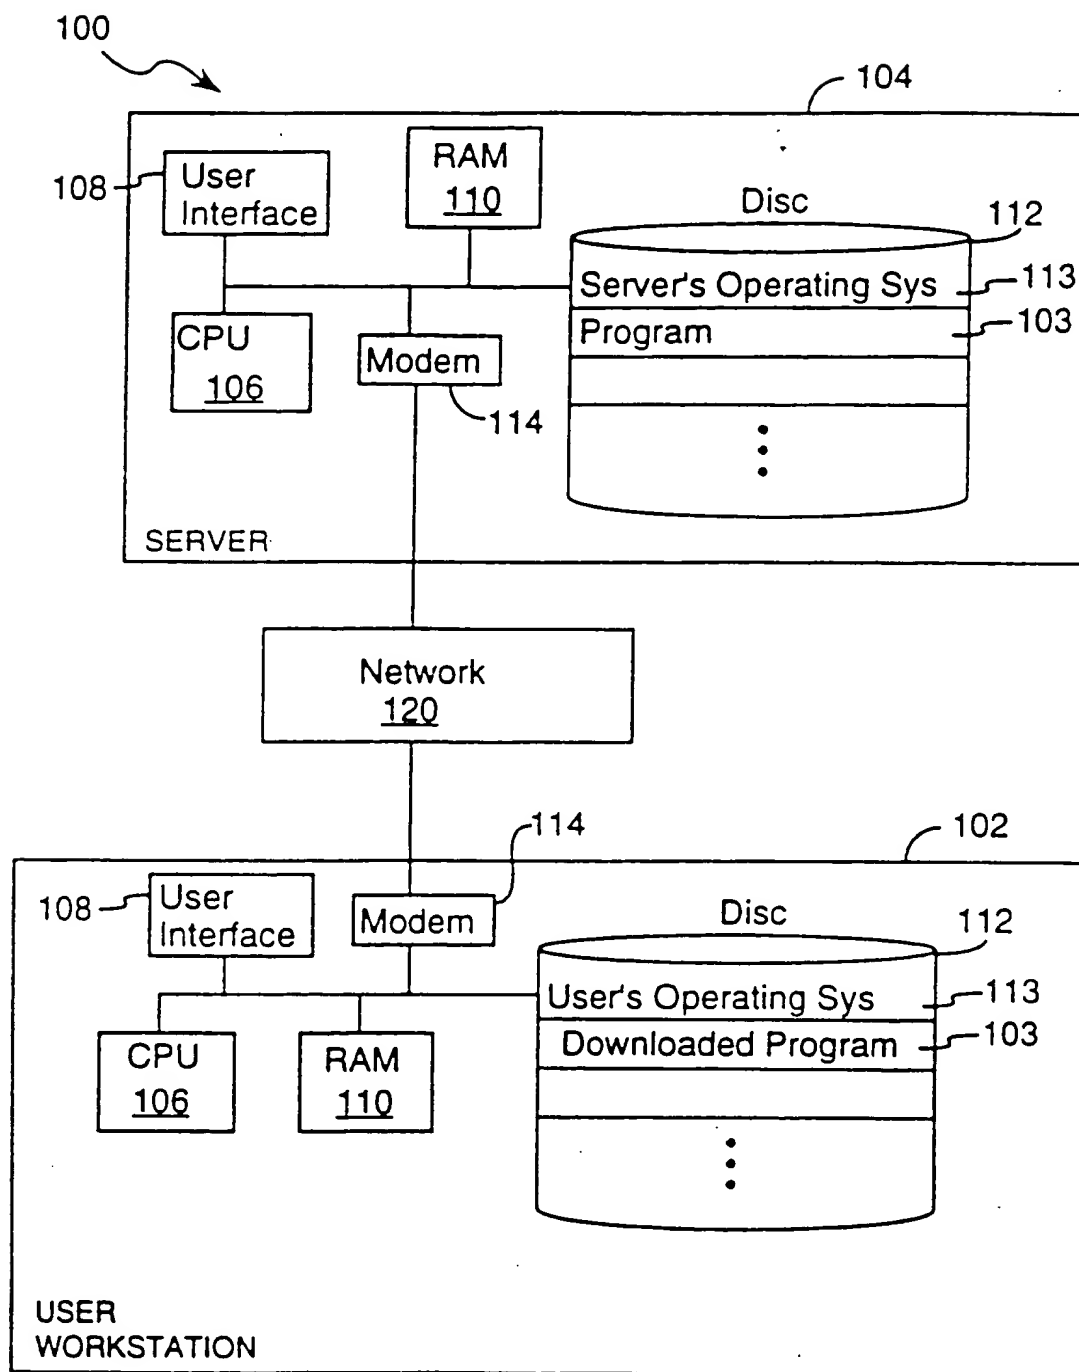 100
104
108
User
Interface
RAM
110
Disc
112
Server's Operating Sys
113
Program
103
CPU
106
Modem
114
SERVER
Network
120
102
114
108
User
Interface
Modem
Disc
112
User's Operating Sys
113
Downloaded Program
103
CPU
106
RAM
110
USER
WORKSTATION